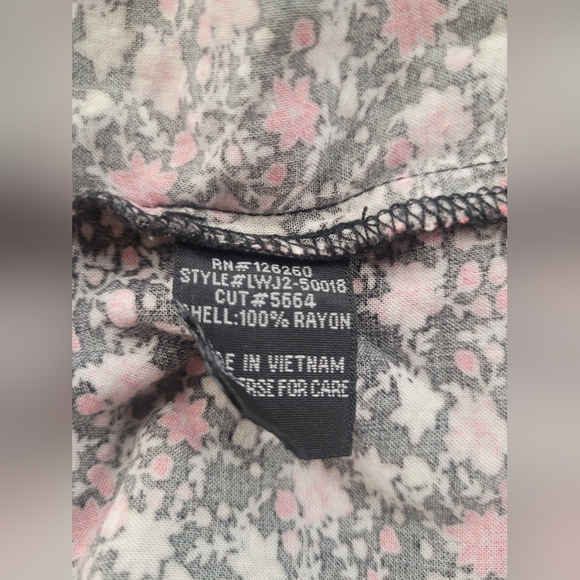 RN#126260
STYLE#LWJ2-50018
CUT#5664
SHELL:100% RAYON
IN VIETNAM
FOR CARE